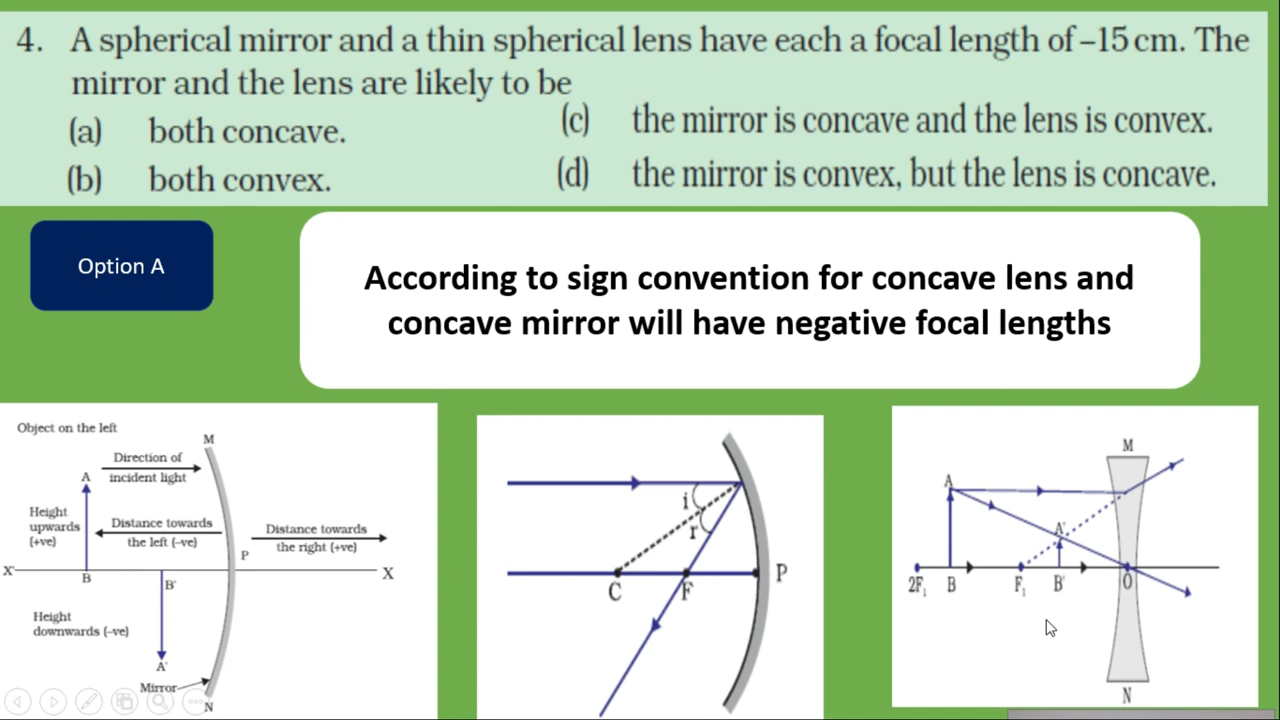 4. A spherical mirror and a thin spherical lens have each a focal length of –15 cm. The
mirror and the lens are likely to be
(a) both concave.
(b) both convex.
(c) the mirror is concave and the lens is convex.
(d) the mirror is convex, but the lens is concave.
Option A
According to sign convention for concave lens and
concave mirror will have negative focal lengths
Object on the left
M
Direction of
incident light
A
Height
upwards
(+ve)
Distance towards
the left (–ve)
Distance towards
the right (+ve)
P
X'
X
B
B'
Height
downwards (–ve)
A'
Mirror
N
i
r
C
F
P
M
A
A'
2F₁
B
F₁
B'
O
N